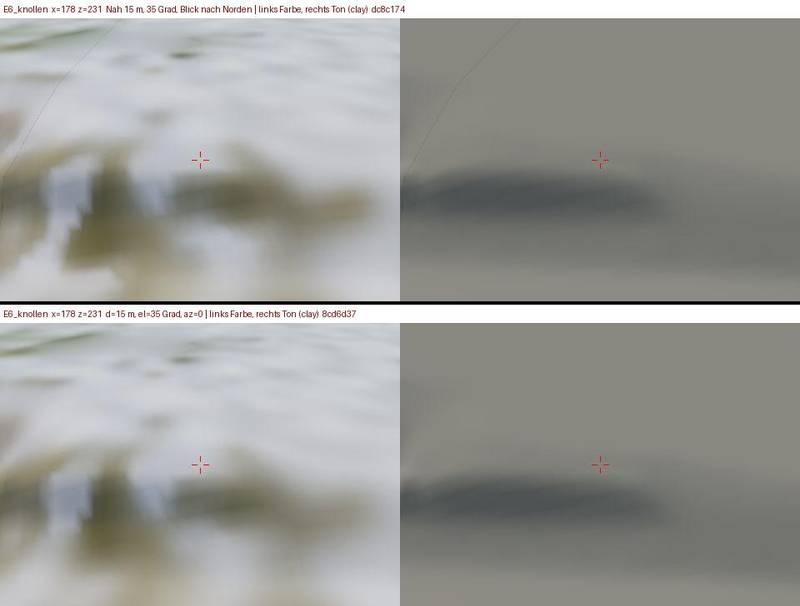 E6_knollen x=178 z=231 Nah 15 m, 35 Grad, Blick nach Norden | links Farbe, rechts Ton (clay) dc8c174
E6_knollen x=178 z=231 d=15 m, el=35 Grad, az=0 | links Farbe, rechts Ton (clay) 8cd6d37